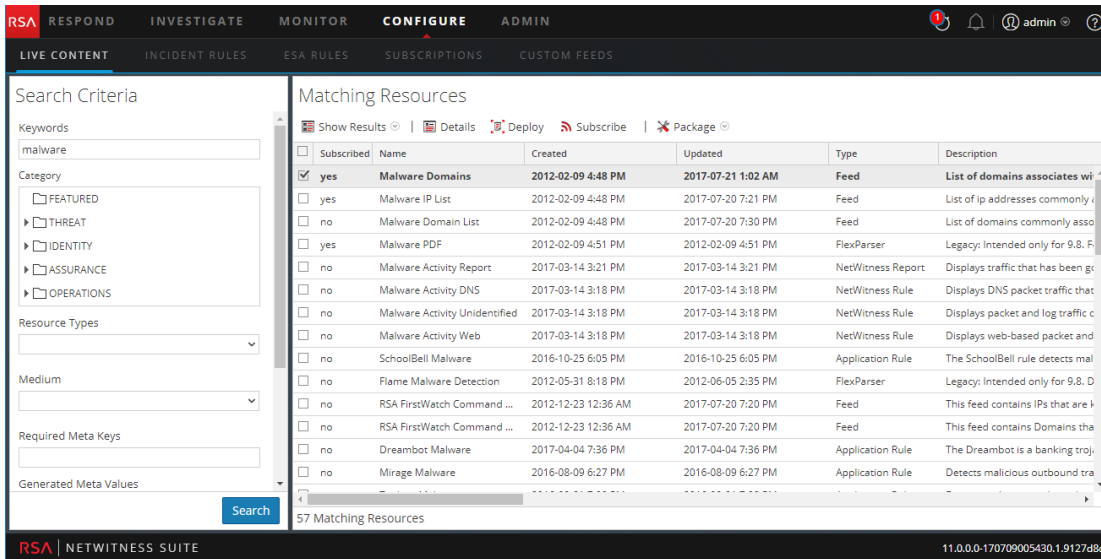 RSA RESPOND INVESTIGATE MONITOR CONFIGURE ADMIN 1 admin ?
LIVE CONTENT INCIDENT RULES ESA RULES SUBSCRIPTIONS CUSTOM FEEDS
Search Criteria
Keywords
malware
Category
FEATURED
THREAT
IDENTITY
ASSURANCE
OPERATIONS
Resource Types
Medium
Required Meta Keys
Generated Meta Values
Search
Matching Resources
Show Results | Details Deploy Subscribe | Package
Subscribed Name Created Updated Type Description
yes Malware Domains 2012-02-09 4:48 PM 2017-07-21 1:02 AM Feed List of domains associates wi
yes Malware IP List 2012-02-09 4:48 PM 2017-07-20 7:21 PM Feed List of ip addresses commonly
no Malware Domain List 2012-02-09 4:48 PM 2017-07-20 7:30 PM Feed List of domains commonly asso
yes Malware PDF 2012-02-09 4:51 PM 2012-02-09 4:51 PM FlexParser Legacy: Intended only for 9.8.
no Malware Activity Report 2017-03-14 3:21 PM 2017-03-14 3:21 PM NetWitness Report Displays traffic that has been
no Malware Activity DNS 2017-03-14 3:18 PM 2017-03-14 3:18 PM NetWitness Rule Displays DNS packet traffic that
no Malware Activity Unidentified 2017-03-14 3:18 PM 2017-03-14 3:18 PM NetWitness Rule Displays packet and log traffic
no Malware Activity Web 2017-03-14 3:18 PM 2017-03-14 3:18 PM NetWitness Rule Displays web-based packet and
no SchoolBell Malware 2016-10-25 6:05 PM 2016-10-25 6:05 PM Application Rule The SchoolBell rule detects mal
no Flame Malware Detection 2012-05-31 8:18 PM 2012-06-05 2:35 PM FlexParser Legacy: Intended only for 9.8. D
no RSA FirstWatch Command ... 2012-12-23 12:36 AM 2017-07-20 7:20 PM Feed This feed contains IPs that are
no RSA FirstWatch Command ... 2012-12-23 12:36 AM 2017-07-20 7:20 PM Feed This feed contains Domains tha
no Dreambot Malware 2017-04-04 7:36 PM 2017-04-04 7:36 PM Application Rule The Dreambot is a banking troj
no Mirage Malware 2016-08-09 6:27 PM 2016-08-09 6:27 PM Application Rule Detects malicious outbound tra
57 Matching Resources
RSA | NETWITNESS SUITE 11.0.0.0-170709005430.1.9127d8